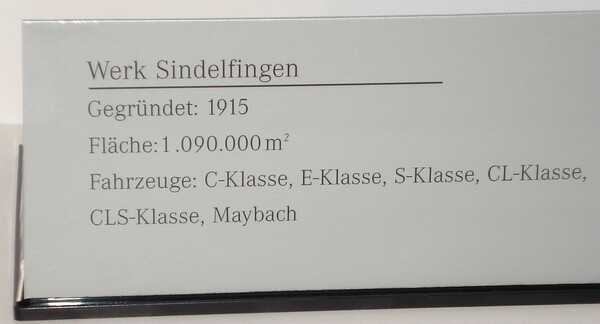 Werk Sindelfingen
Gegründet: 1915
Fläche: 1.090.000 m²
Fahrzeuge: C-Klasse, E-Klasse, S-Klasse, CL-Klasse,
CLS-Klasse, Maybach